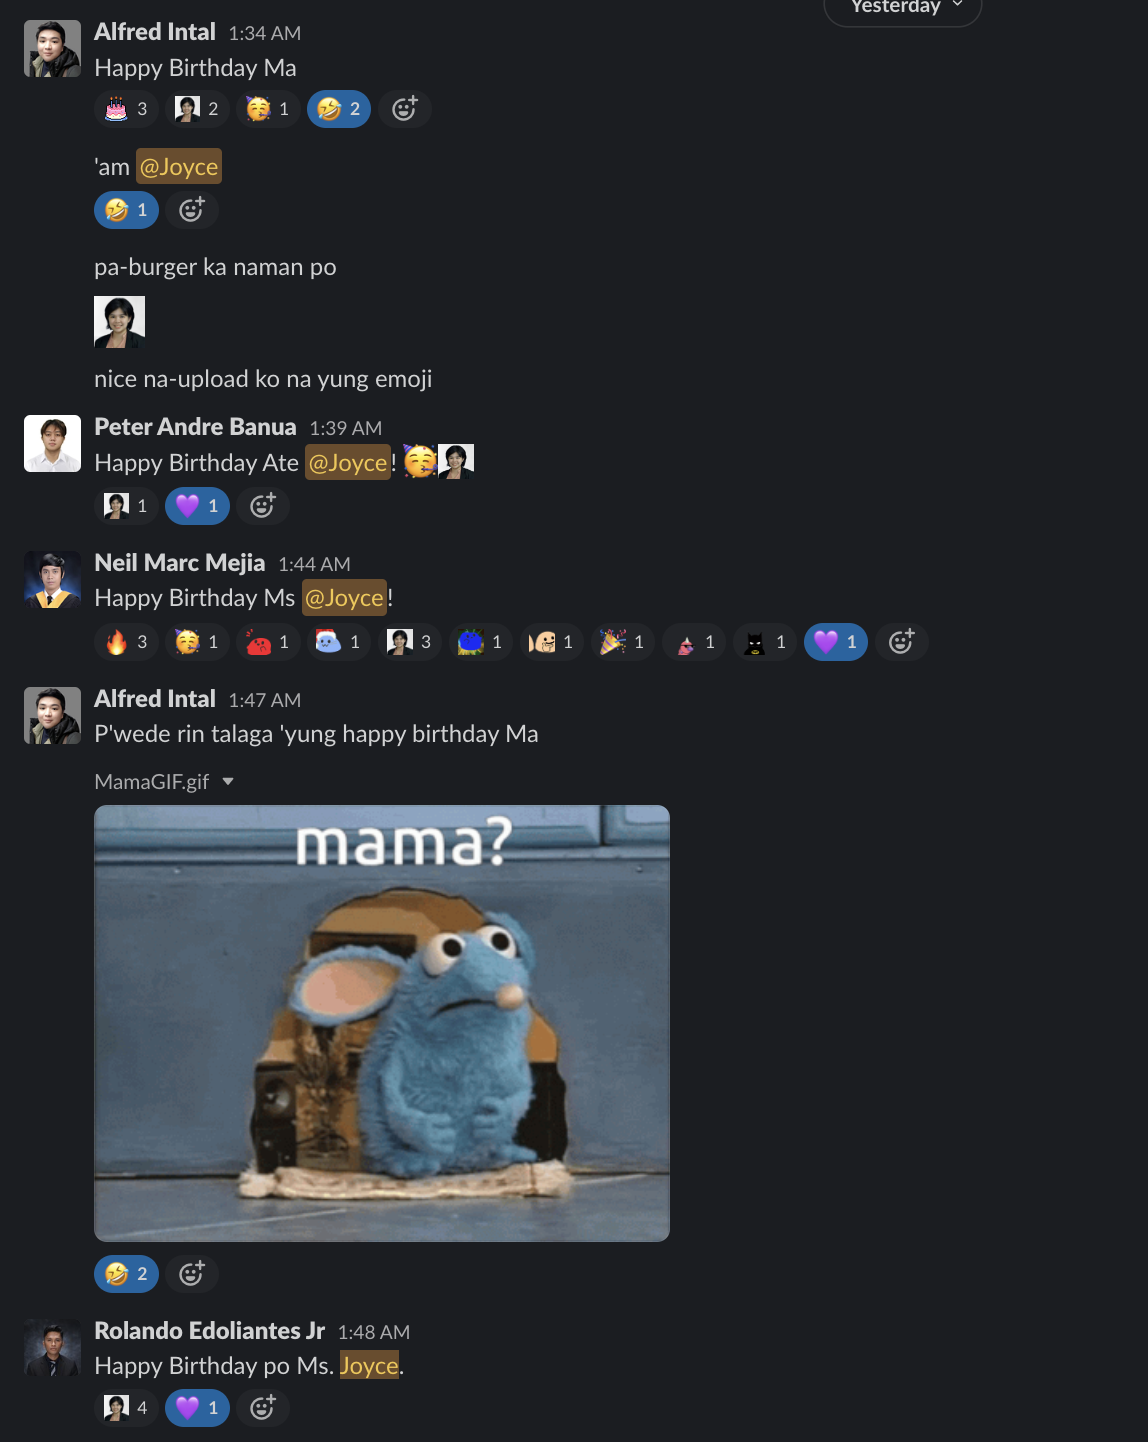 Yesterday
Alfred Intal 1:34 AM
Happy Birthday Ma
3 2 1 2
'am @Joyce
1
pa-burger ka naman po
nice na-upload ko na yung emoji
Peter Andre Banua 1:39 AM
Happy Birthday Ate @Joyce!
1 1
Neil Marc Mejia 1:44 AM
Happy Birthday Ms @Joyce!
3 1 1 1 3 1 1 1 1 1 1
Alfred Intal 1:47 AM
P'wede rin talaga 'yung happy birthday Ma
MamaGIF.gif
mama?
2
Rolando Edoliantes Jr 1:48 AM
Happy Birthday po Ms. Joyce.
4 1